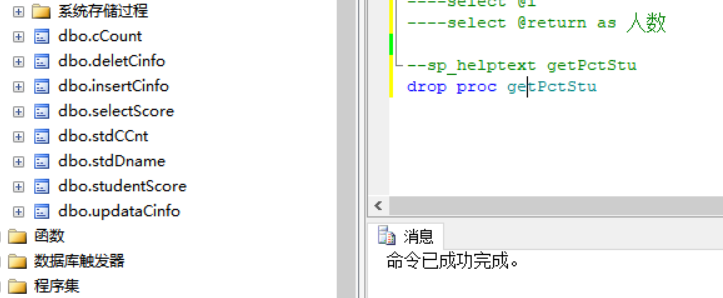 系统存储过程
dbo.cCount
dbo.deletCinfo
dbo.insertCinfo
dbo.selectScore
dbo.stdCCnt
dbo.stdDname
dbo.studentScore
dbo.updataCinfo
函数
数据库触发器
程序集
----select @return as 人数
--sp_helptext getPctStu
drop proc getPctStu
消息
命令已成功完成。